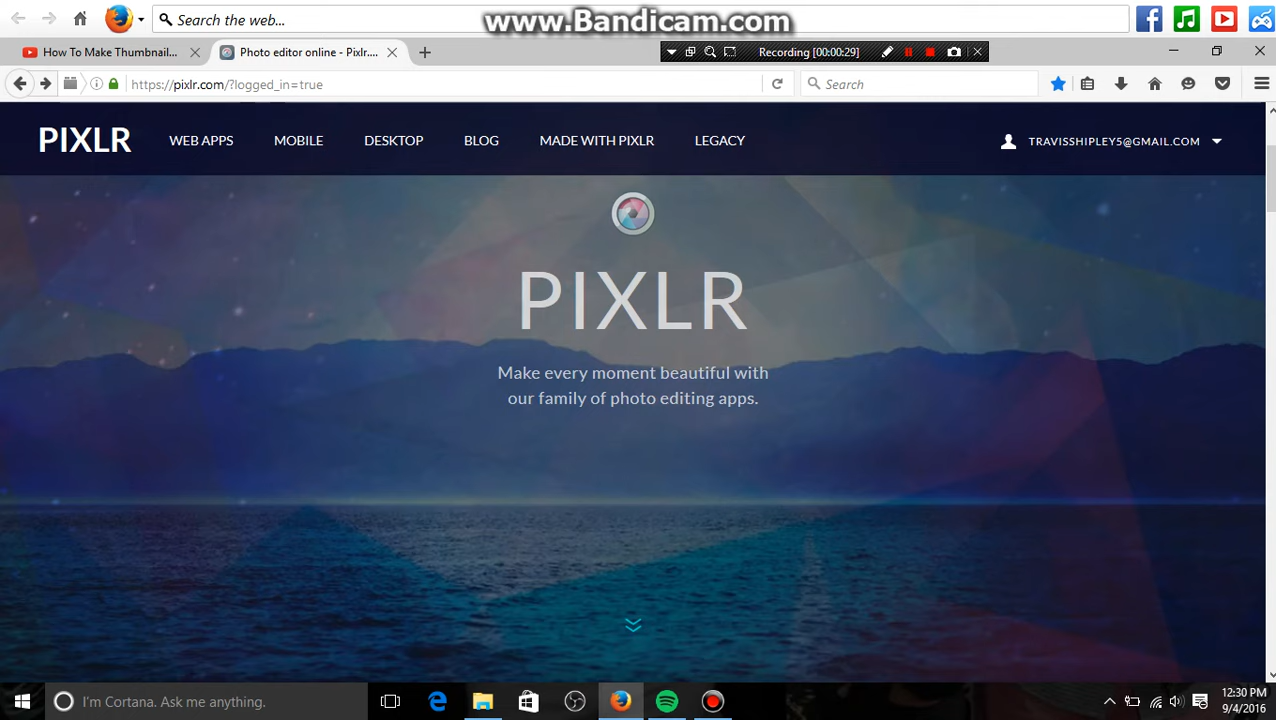 Search the web...
www.Bandicam.com
How To Make Thumbnail...
Photo editor online - Pixlr....
Recording [00:00:29]
https://pixlr.com/?logged_in=true
Search
PIXLR
WEB APPS
MOBILE
DESKTOP
BLOG
MADE WITH PIXLR
LEGACY
TRAVISSHIPLEY5@GMAIL.COM
PIXLR
Make every moment beautiful with
our family of photo editing apps.
I'm Cortana. Ask me anything.
12:30 PM
9/4/2016